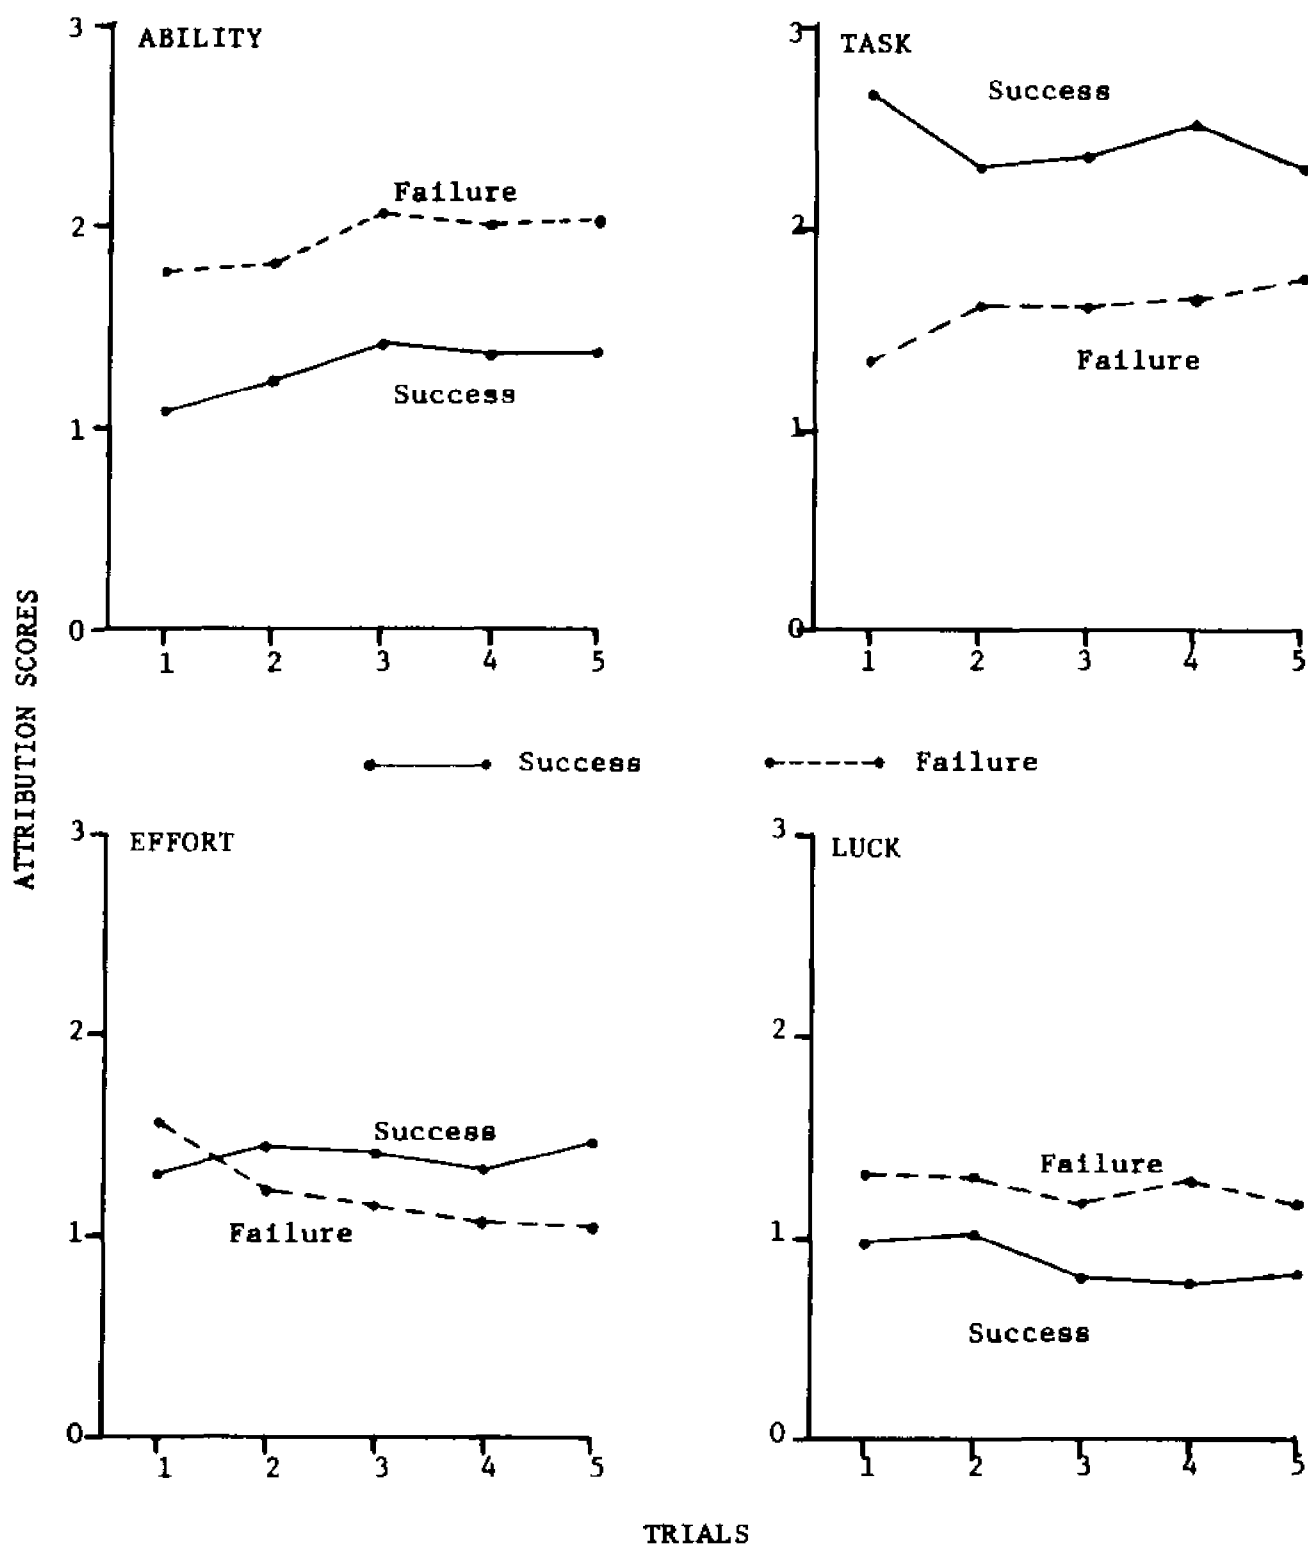 ABILITY
3
2
1
0
Failure
Success
1 2 3 4 5
TASK
3
2
1
0
Success
Failure
1 2 3 4 5
ATTRIBUTION SCORES
Success Failure
EFFORT
3
2
1
0
Success
Failure
1 2 3 4 5
LUCK
3
2
1
0
Failure
Success
1 2 3 4 5
TRIALS